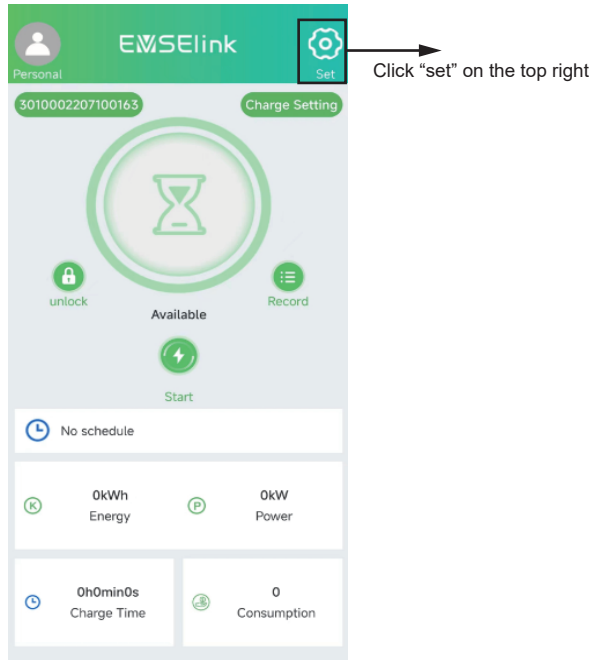 EVSElink
Personal
Set
Click “set” on the top right
3010002207100163
Charge Setting
unlock
Record
Available
Start
No schedule
K
0kWh
Energy
P
0kW
Power
0h0min0s
Charge Time
0
Consumption